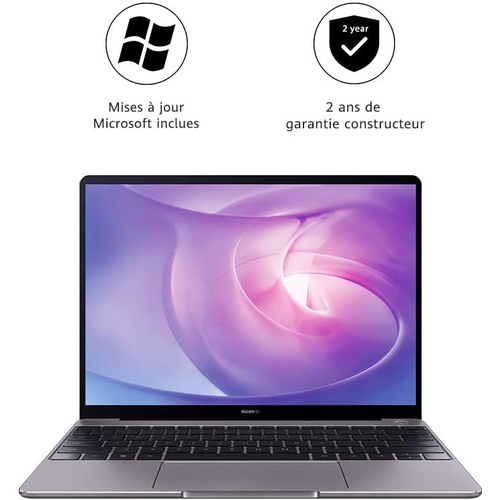 2 year
Mises à jour
Microsoft inclues
2 ans de
garantie constructeur
HUAWEI